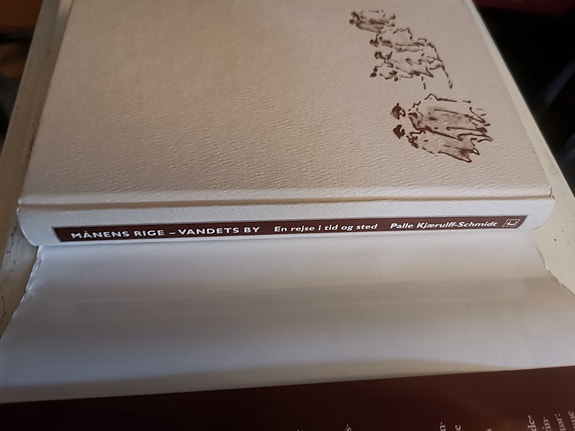 MÅNENS RIGE – VANDETS BY En rejse i tid og sted Palle Kjærulff-Schmidt